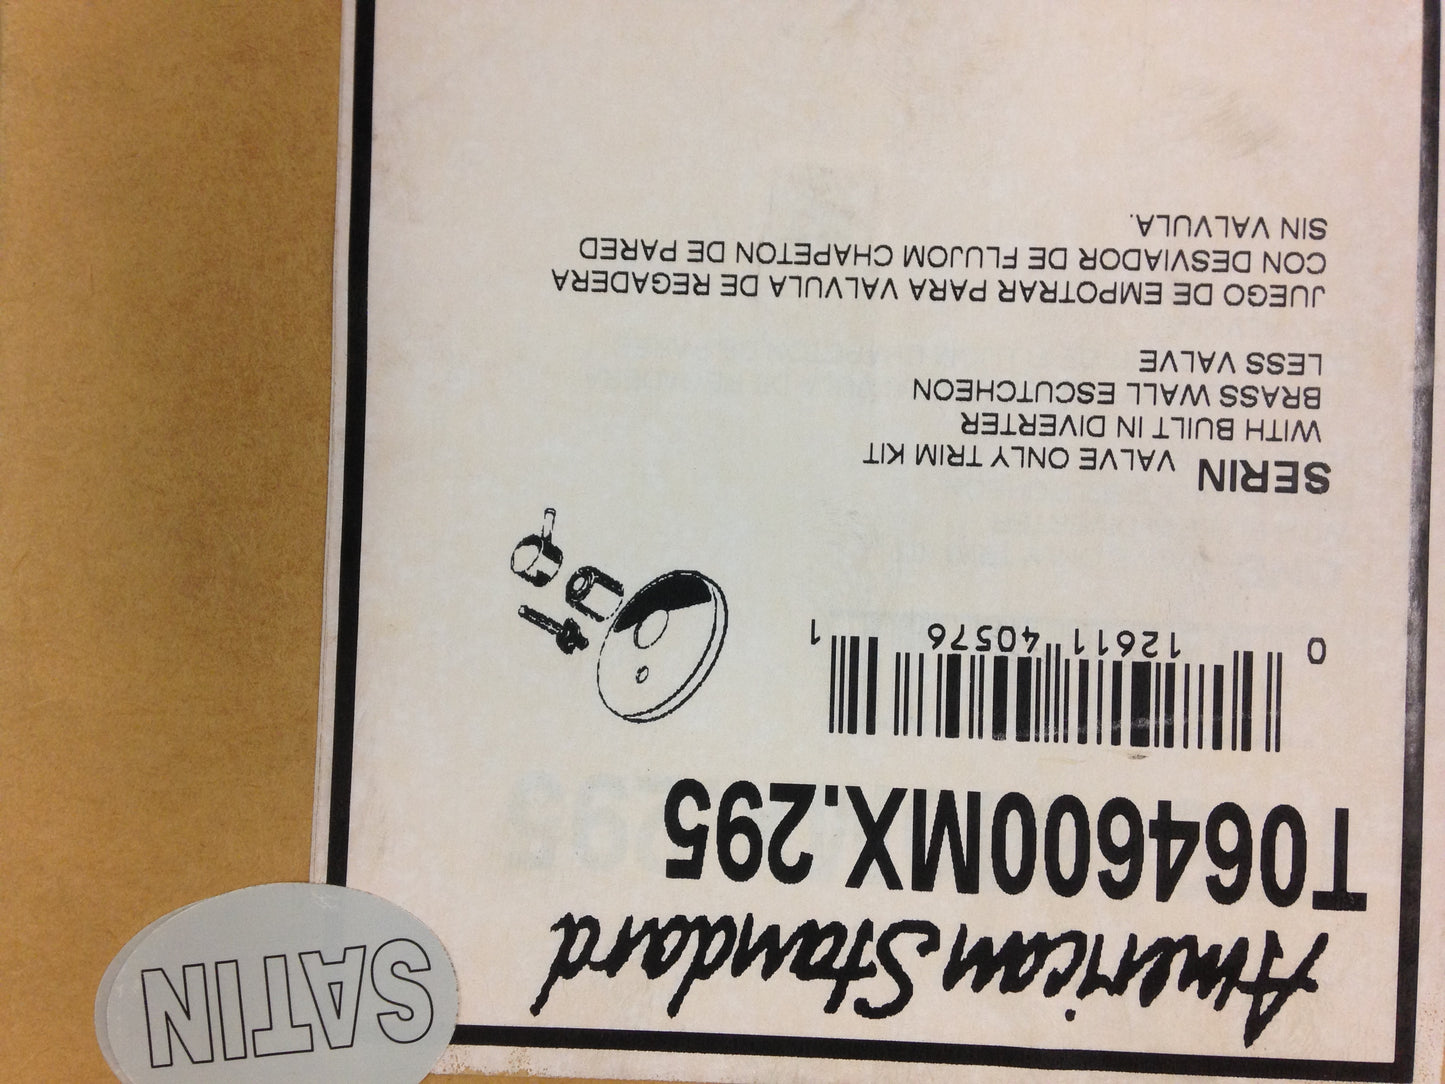 American Standard
T064600MX.295
0 12611 40576 1
SERIN VALVE ONLY TRIM KIT
WITH BUILT IN DIVERTER
BRASS WALL ESCUTCHEON
LESS VALVE
JUEGO DE EMPOTRAR PARA VALVULA DE REGADERA
CON DESVIADOR DE FLUJOM CHAPETON DE PARED
SIN VALVULA.
SATIN